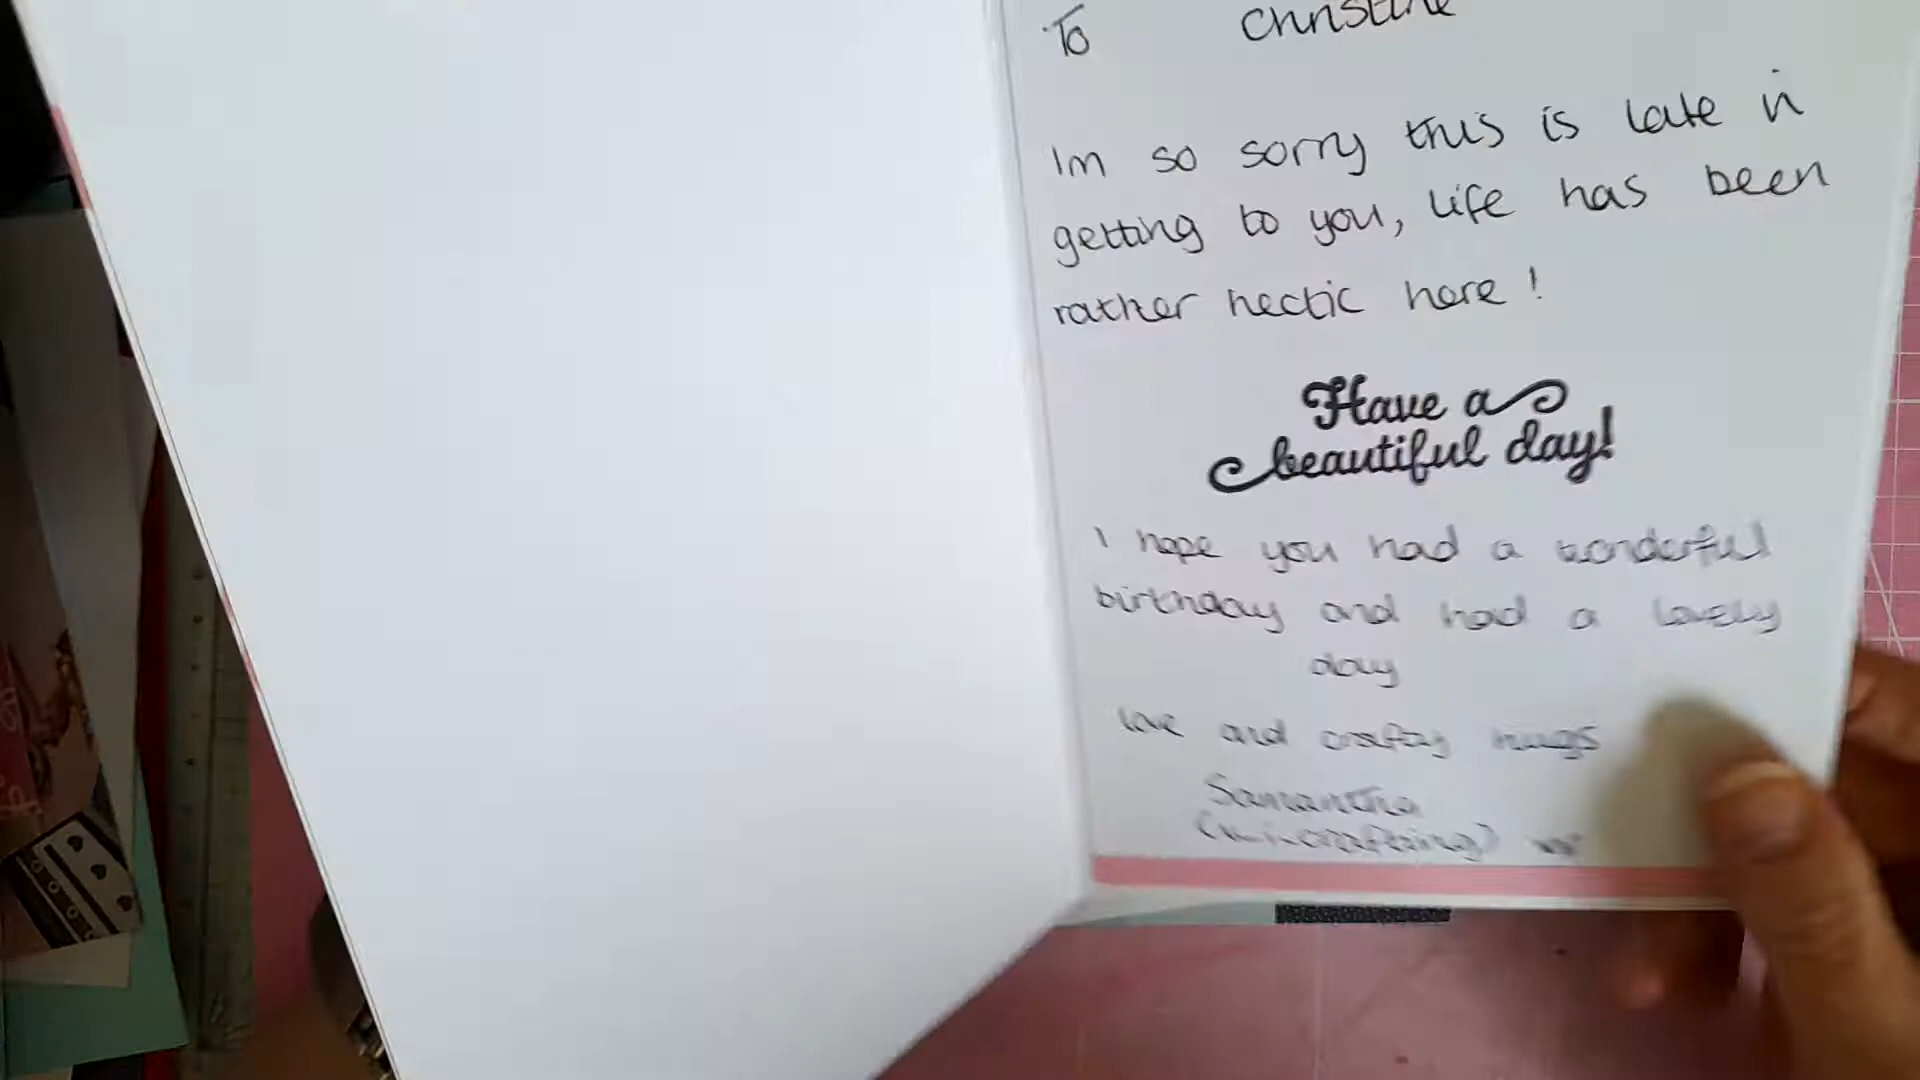 To Christine
Im so sorry this is late in
getting to you, life has been
rather hectic here!
Have a
beautiful day!
I hope you had a wonderful
birthday and had a lovely
day
love and crafty hugs
Samantha